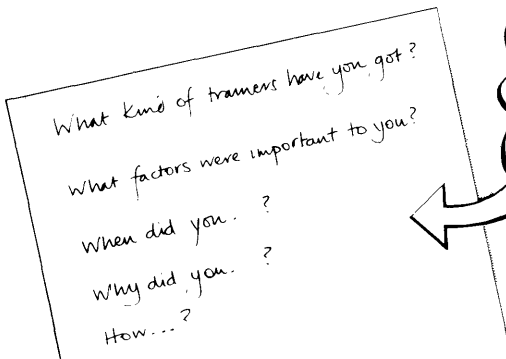 What kind of trainers have you got?
What factors were important to you?
When did you. ?
Why did you. ?
How...?